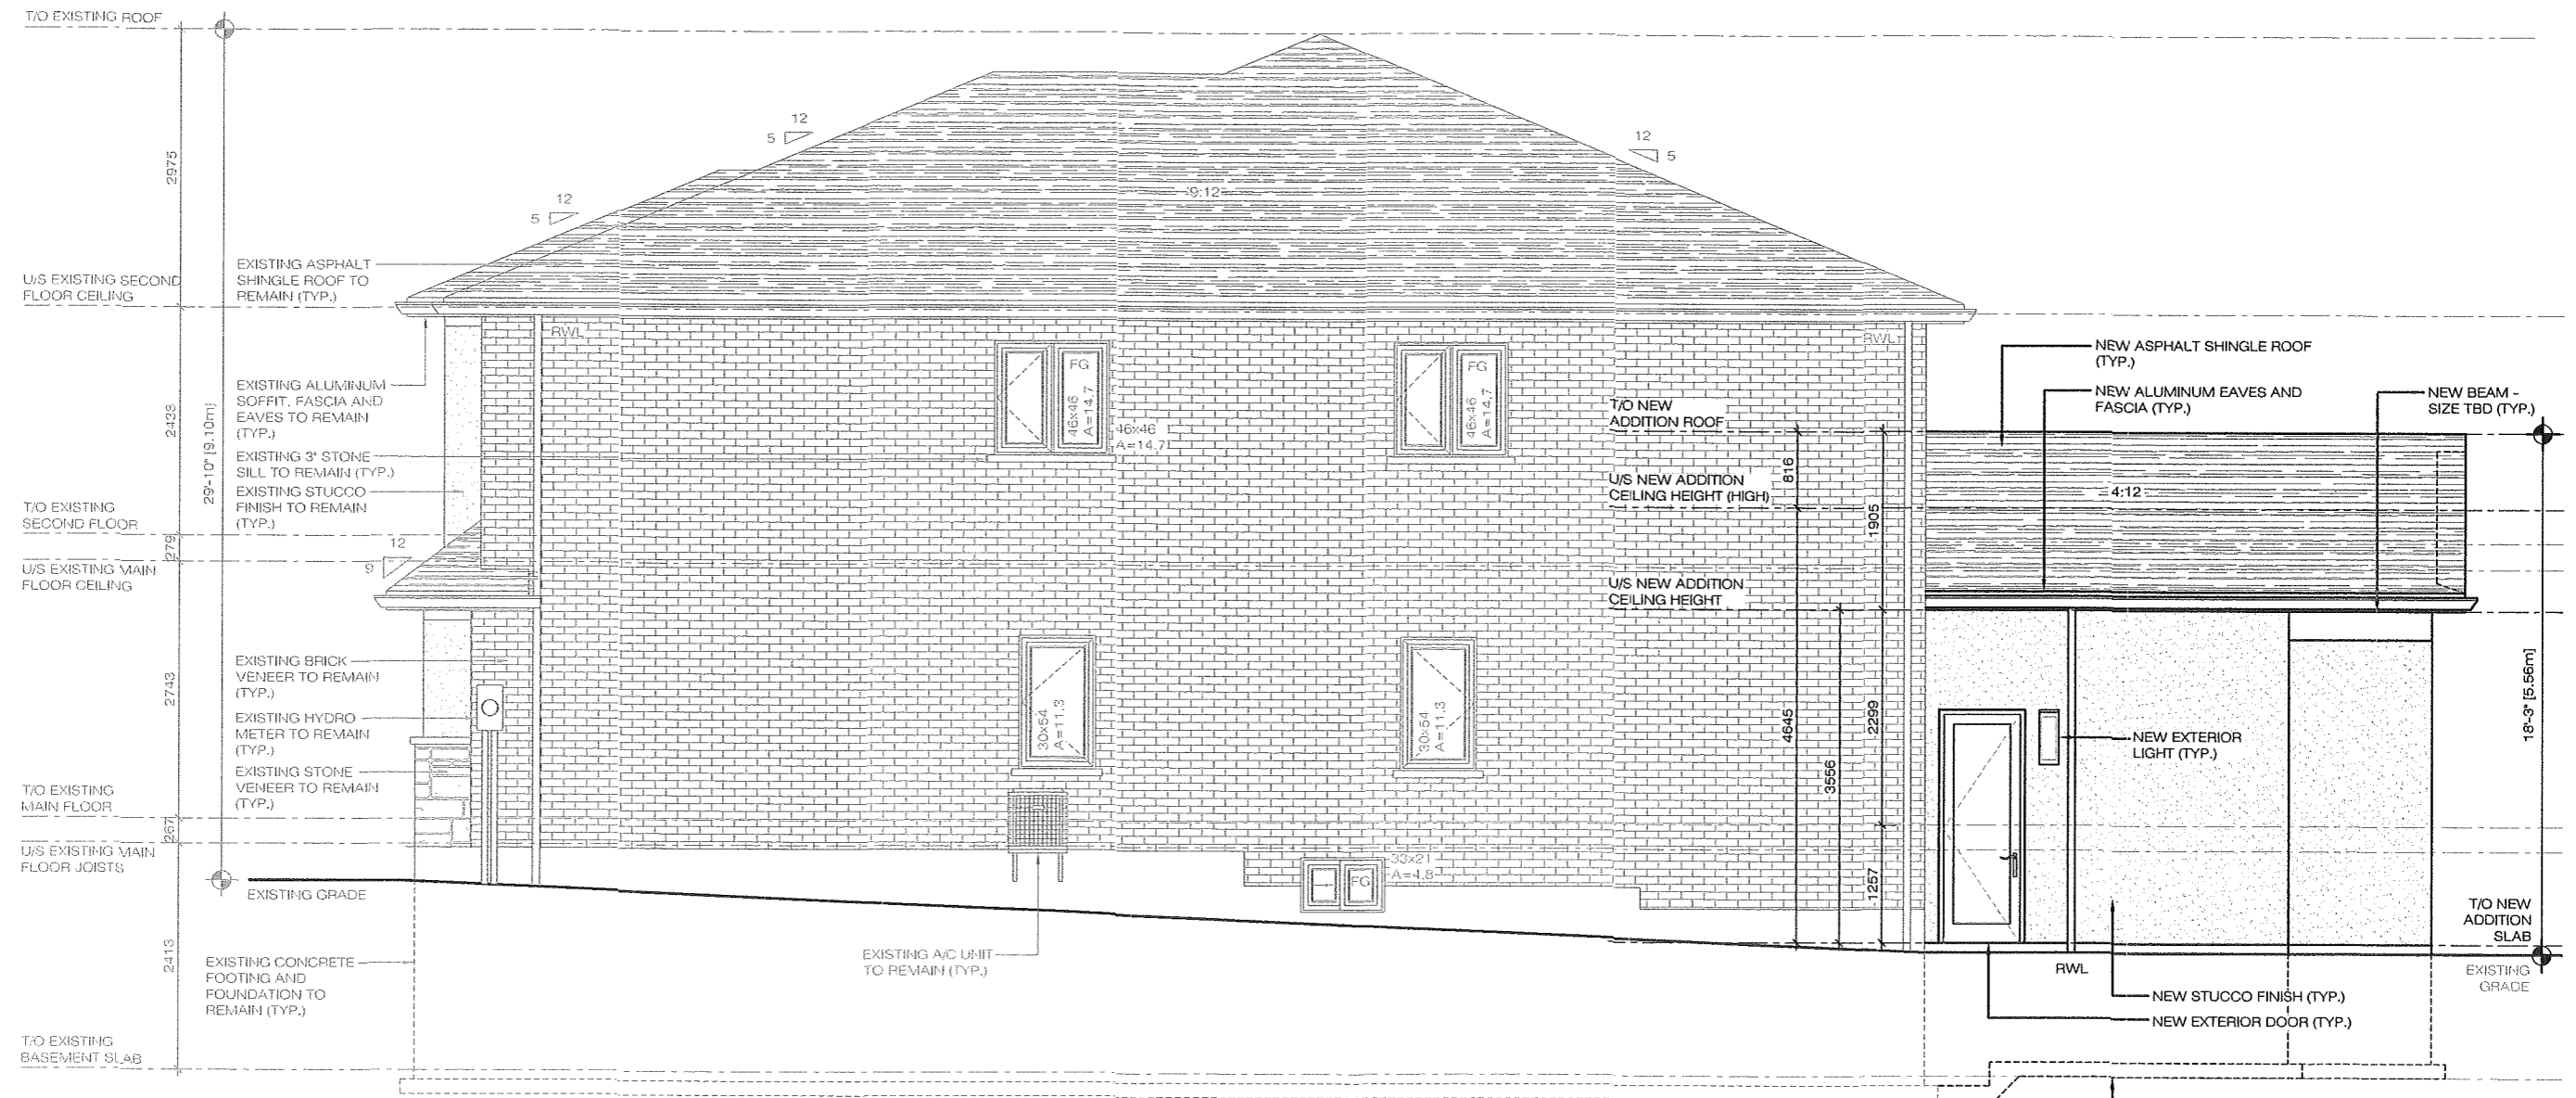 T/O EXISTING ROOF
2975
12
5
12
5
12
5
9:12
EXISTING ASPHALT
SHINGLE ROOF TO
REMAIN (TYP.)
U/S EXISTING SECOND
FLOOR CEILING
RWL
RWL
EXISTING ALUMINUM
SOFFIT, FASCIA AND
EAVES TO REMAIN
(TYP.)
2438
29'-10" [9.10m]
EXISTING 3" STONE
SILL TO REMAIN (TYP.)
EXISTING STUCCO
FINISH TO REMAIN
(TYP.)
FG
46x46
A=14.7
46x46
A=14.7
FG
46x46
A=14.7
NEW ASPHALT SHINGLE ROOF
(TYP.)
NEW ALUMINUM EAVES AND
FASCIA (TYP.)
NEW BEAM -
SIZE TBD (TYP.)
T/O NEW
ADDITION ROOF
816
U/S NEW ADDITION
CEILING HEIGHT (HIGH)
1905
4:12
T/O EXISTING
SECOND FLOOR
279
U/S EXISTING MAIN
FLOOR CEILING
12
9
U/S NEW ADDITION
CEILING HEIGHT
EXISTING BRICK
VENEER TO REMAIN
(TYP.)
2743
EXISTING HYDRO
METER TO REMAIN
(TYP.)
EXISTING STONE
VENEER TO REMAIN
(TYP.)
30x54
A=11.3
30x54
A=11.3
4645
3556
2299
NEW EXTERIOR
LIGHT (TYP.)
18'-3" [5.56m]
T/O EXISTING
MAIN FLOOR
267
U/S EXISTING MAIN
FLOOR JOISTS
EXISTING GRADE
33x21
A=4.8
FG
1257
T/O NEW
ADDITION
SLAB
2413
EXISTING CONCRETE
FOOTING AND
FOUNDATION TO
REMAIN (TYP.)
EXISTING A/C UNIT
TO REMAIN (TYP.)
RWL
EXISTING
GRADE
NEW STUCCO FINISH (TYP.)
NEW EXTERIOR DOOR (TYP.)
T/O EXISTING
BASEMENT SLAB